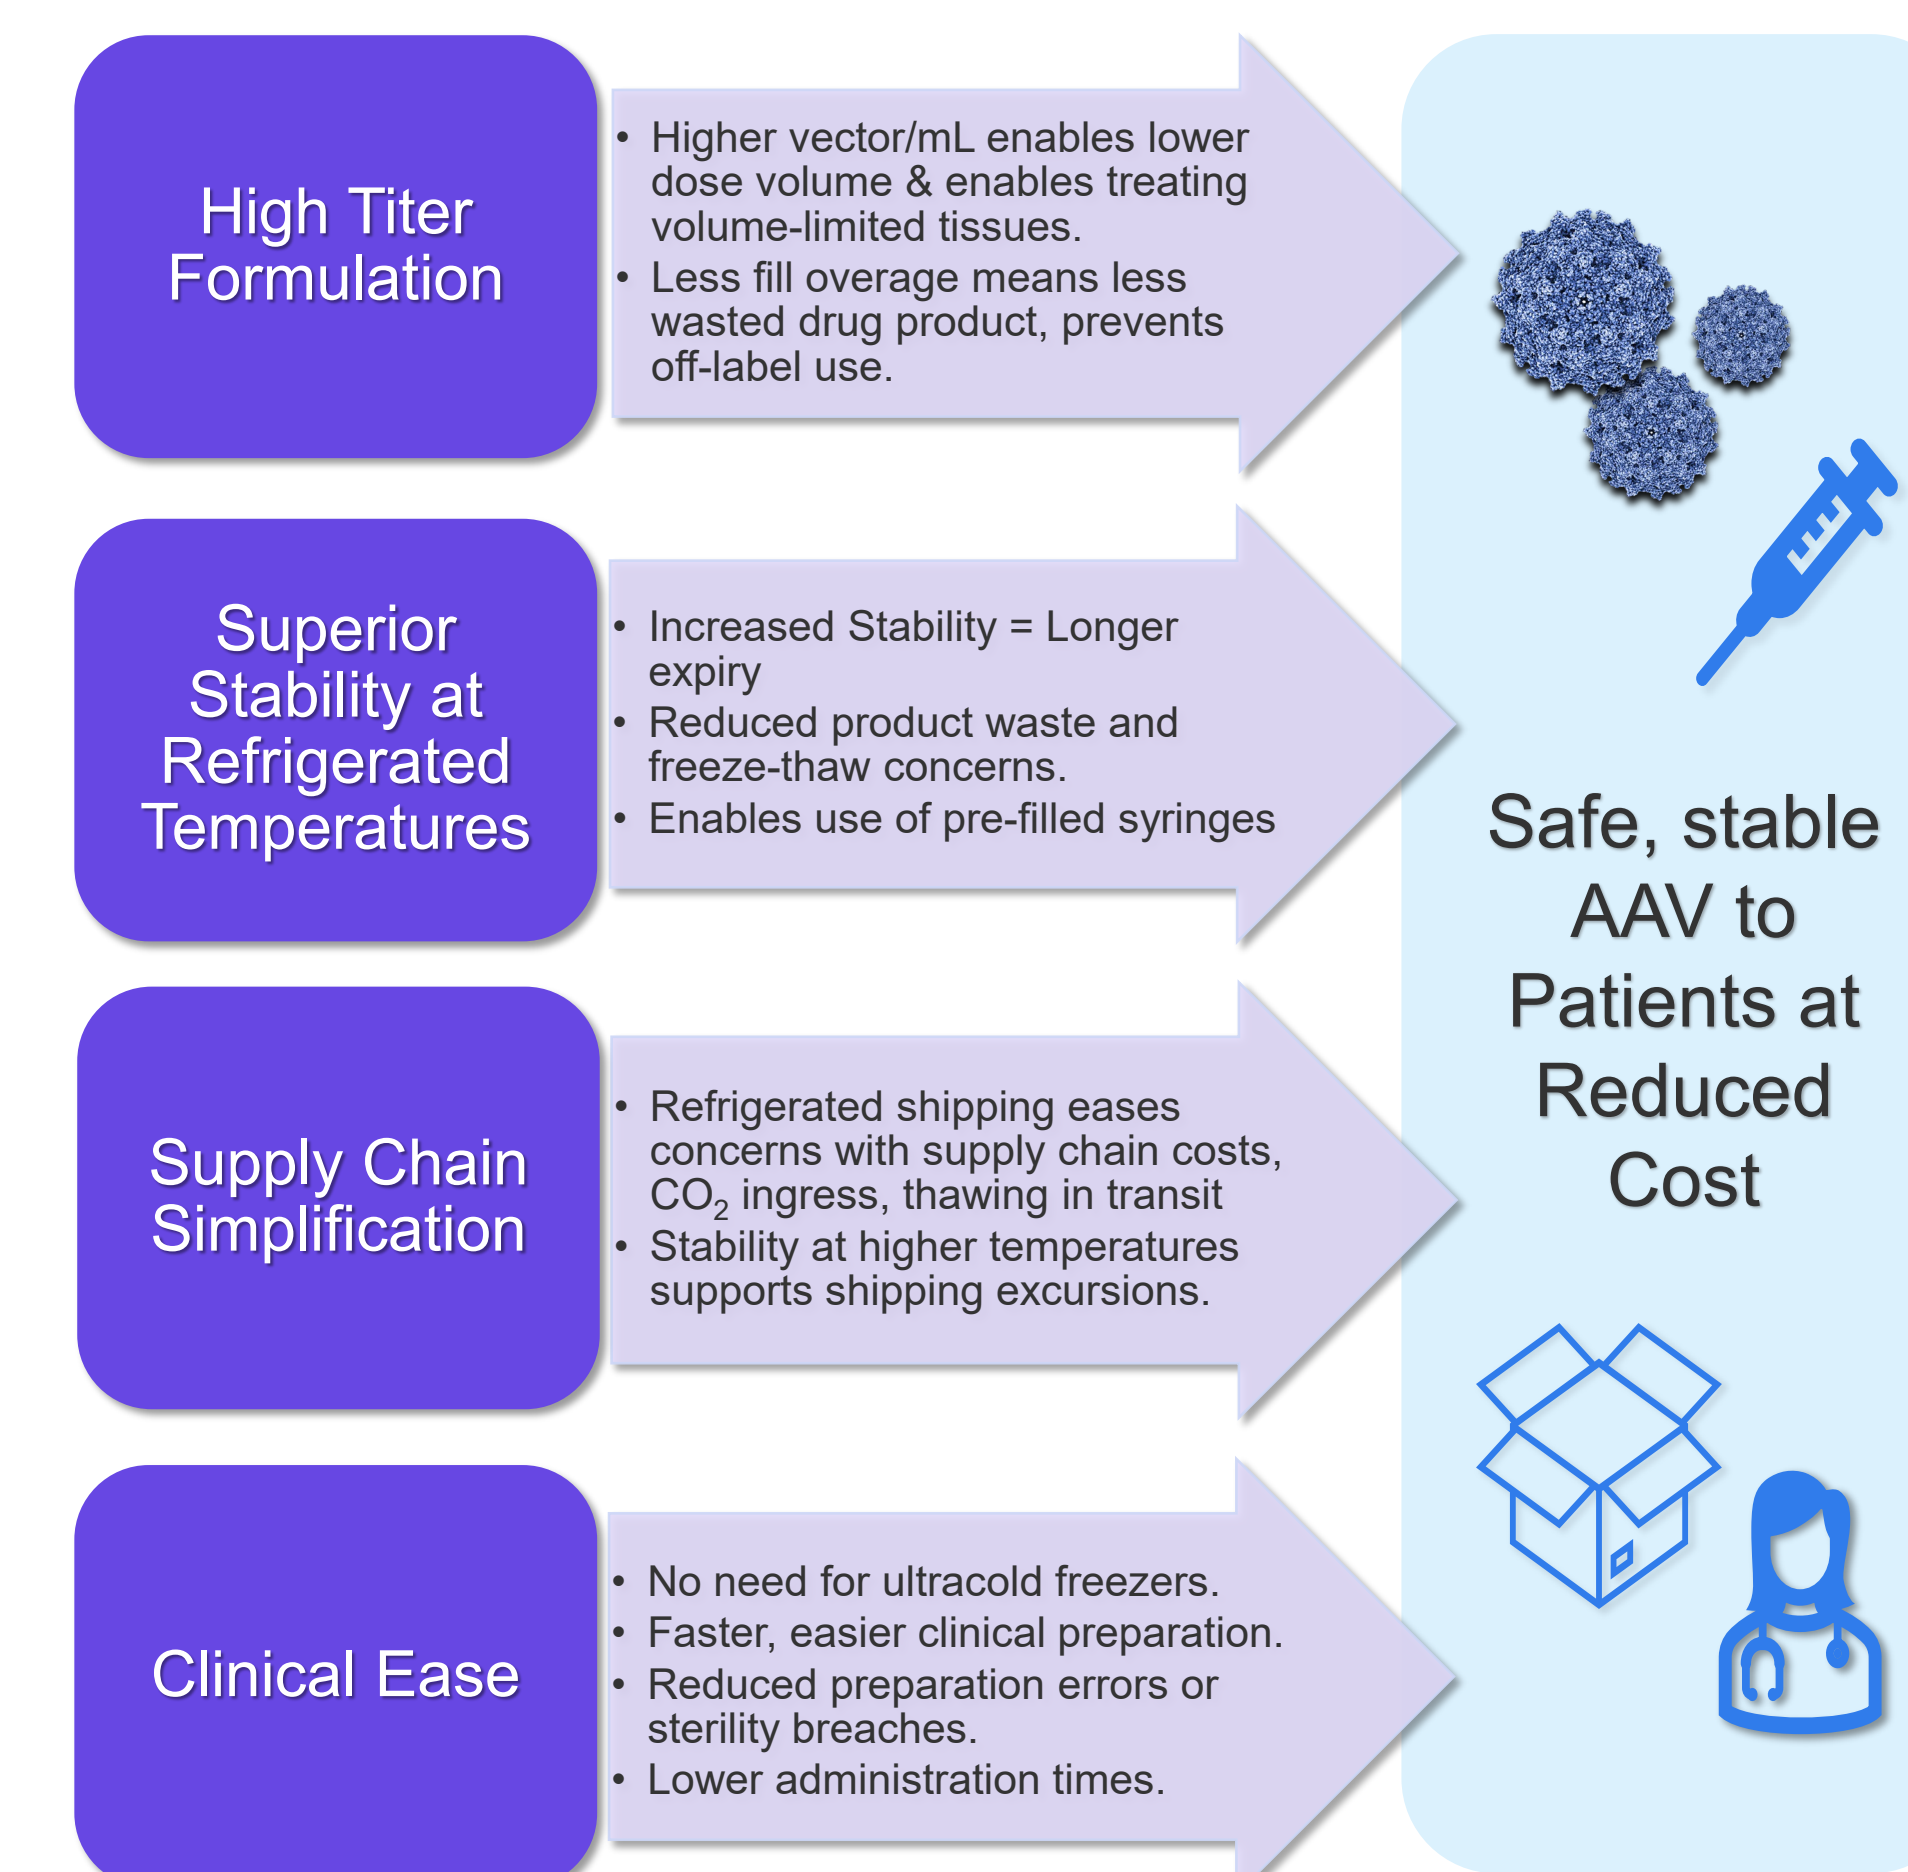 High Titer
Formulation
• Higher vector/mL enables lower
dose volume & enables treating
volume-limited tissues.
• Less fill overage means less
wasted drug product, prevents
off-label use.
Superior
Stability at
Refrigerated
Temperatures
• Increased Stability = Longer
expiry
• Reduced product waste and
freeze-thaw concerns.
• Enables use of pre-filled syringes
Supply Chain
Simplification
• Refrigerated shipping eases
concerns with supply chain costs,
CO₂ ingress, thawing in transit
• Stability at higher temperatures
supports shipping excursions.
Clinical Ease
• No need for ultracold freezers.
• Faster, easier clinical preparation.
• Reduced preparation errors or
sterility breaches.
• Lower administration times.
Safe, stable
AAV to
Patients at
Reduced
Cost